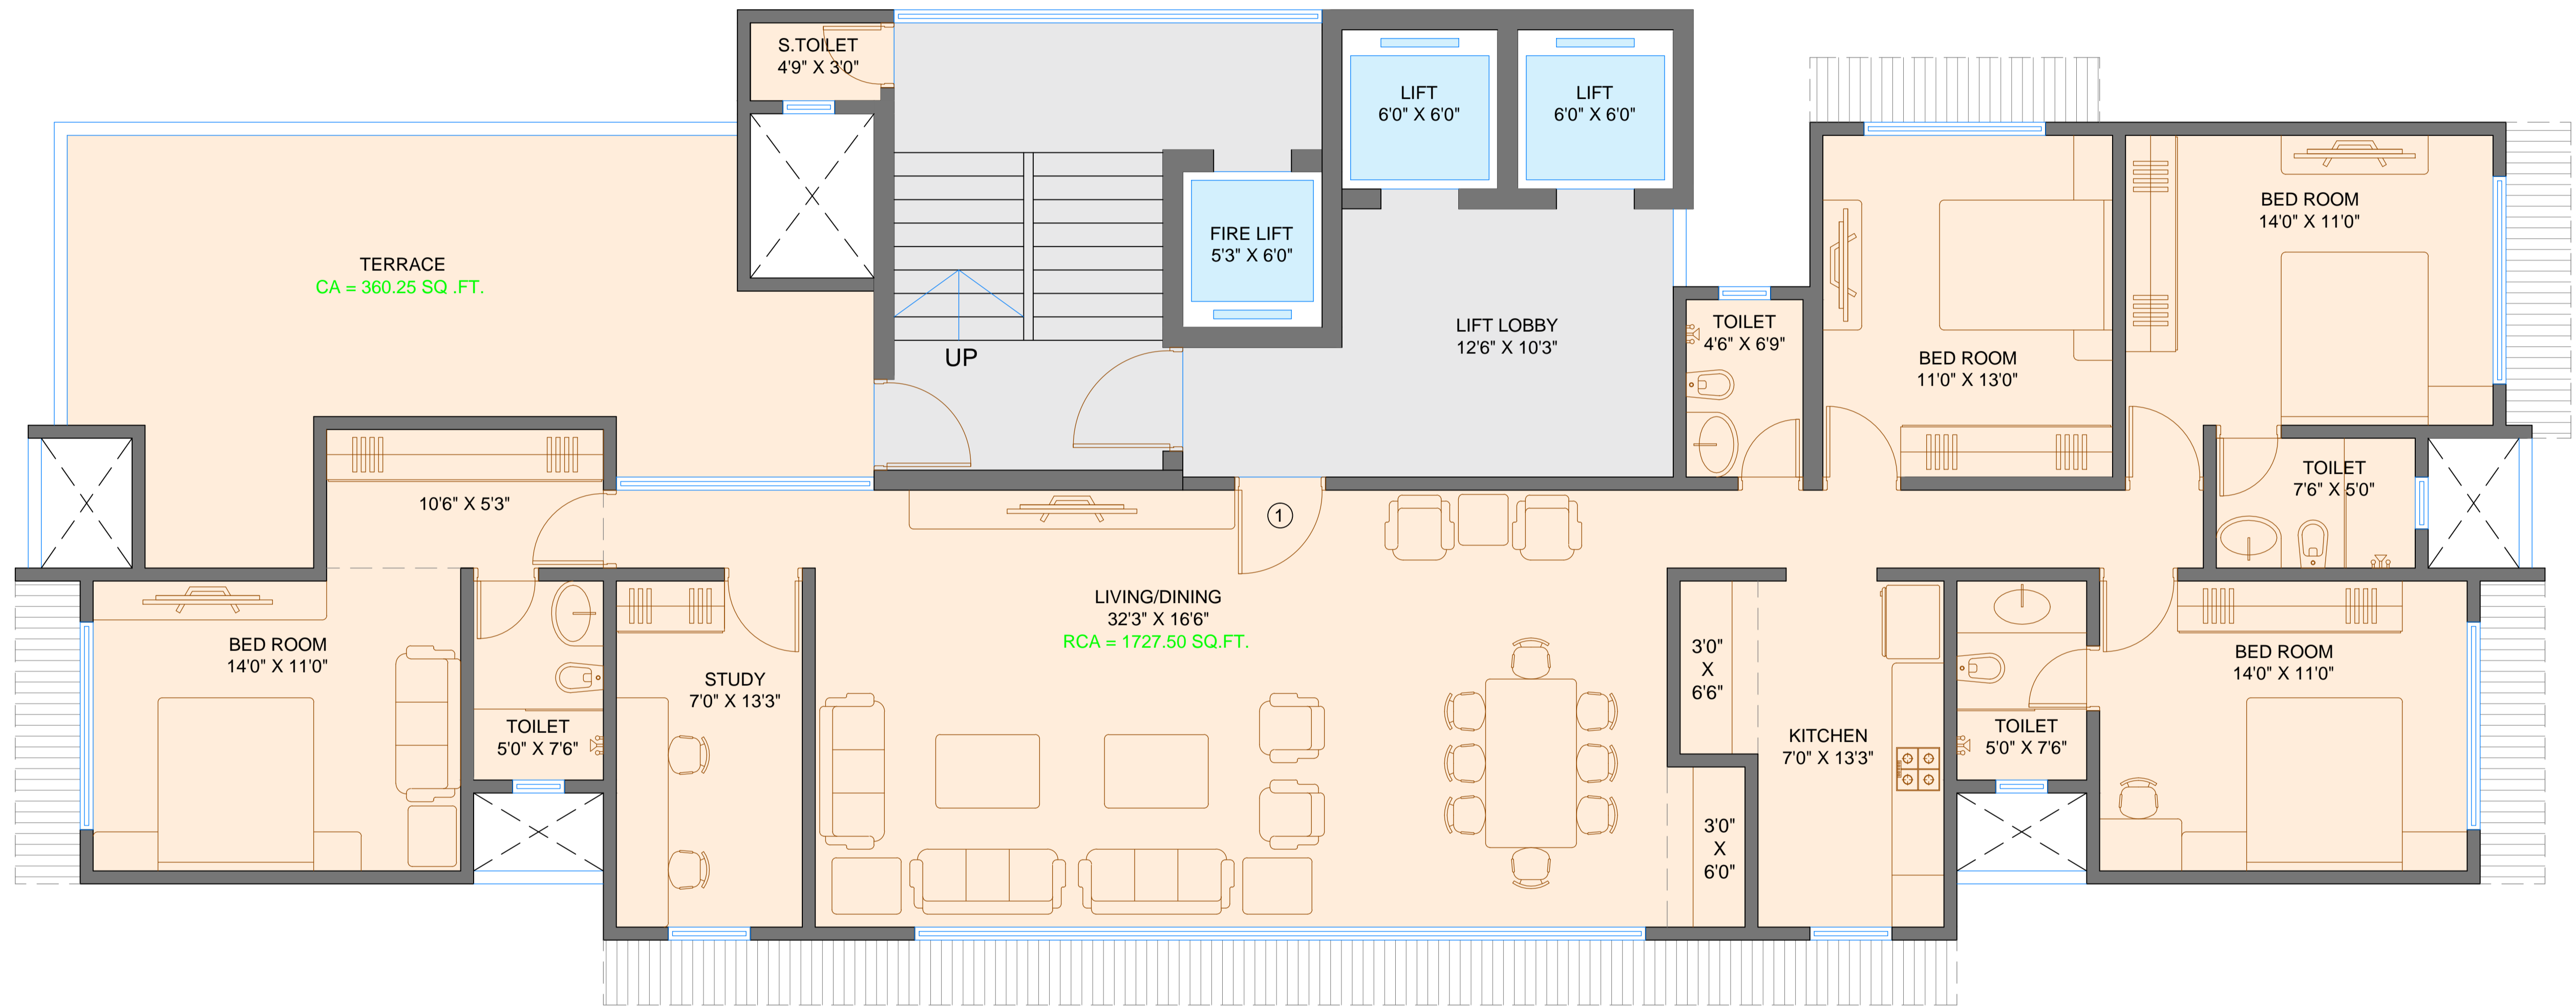 S.TOILET
4'9" X 3'0"
LIFT
6'0" X 6'0"
LIFT
6'0" X 6'0"
TERRACE
CA = 360.25 SQ .FT.
FIRE LIFT
5'3" X 6'0"
UP
LIFT LOBBY
12'6" X 10'3"
TOILET
4'6" X 6'9"
BED ROOM
11'0" X 13'0"
BED ROOM
14'0" X 11'0"
TOILET
7'6" X 5'0"
10'6" X 5'3"
1
BED ROOM
14'0" X 11'0"
TOILET
5'0" X 7'6"
STUDY
7'0" X 13'3"
LIVING/DINING
32'3" X 16'6"
RCA = 1727.50 SQ.FT.
3'0"
X
6'6"
3'0"
X
6'0"
KITCHEN
7'0" X 13'3"
TOILET
5'0" X 7'6"
BED ROOM
14'0" X 11'0"